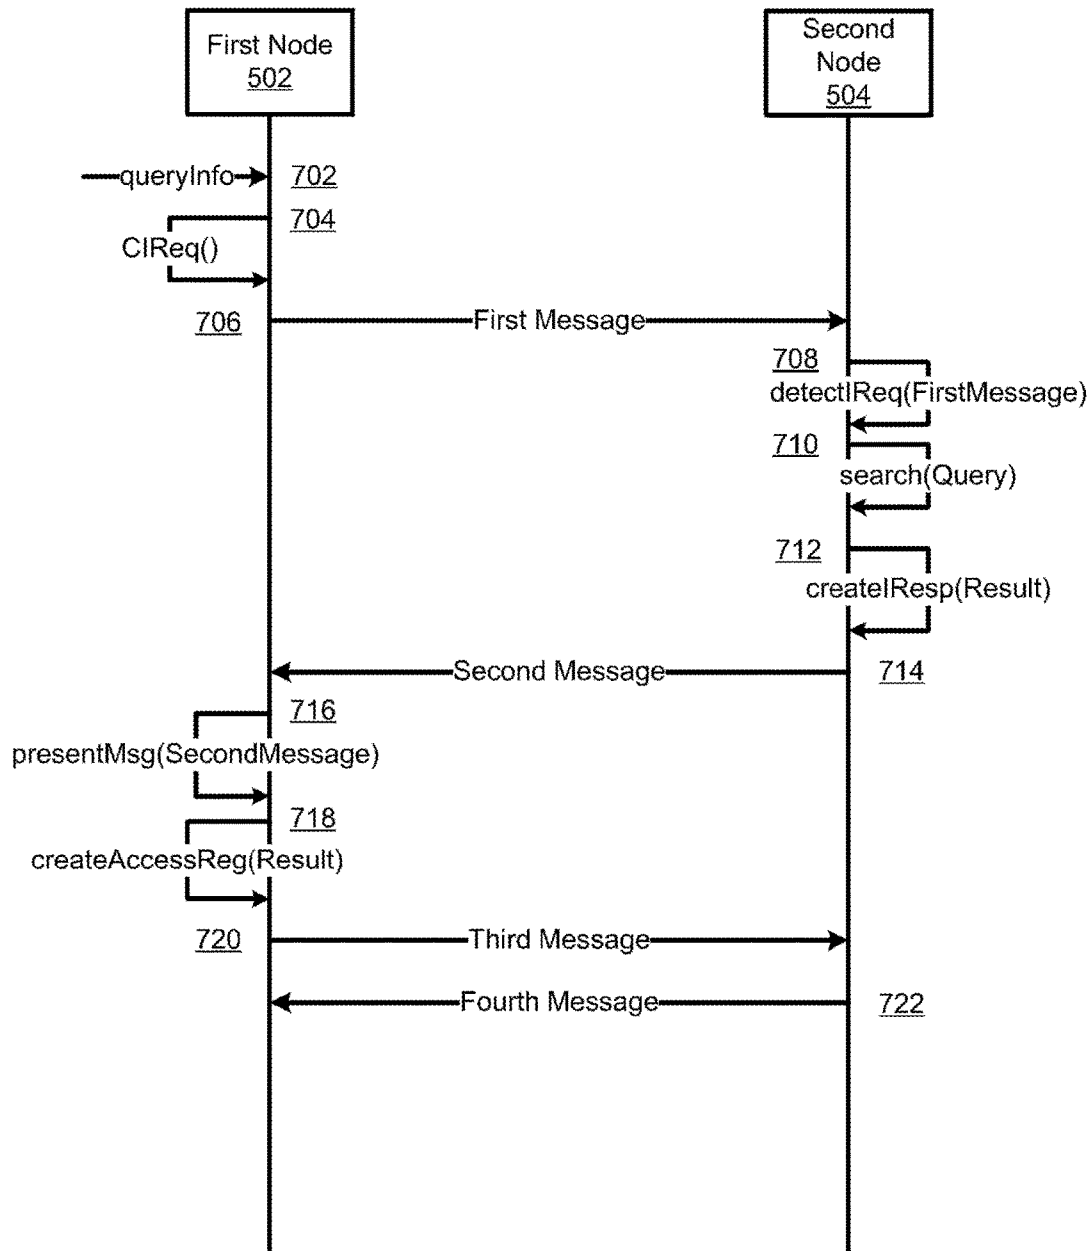 First Node
502
Second
Node
504
queryInfo
702
704
CIReq()
706
First Message
708
detectIReq(FirstMessage)
710
search(Query)
712
createIResp(Result)
Second Message
714
716
presentMsg(SecondMessage)
718
createAccessReg(Result)
720
Third Message
Fourth Message
722